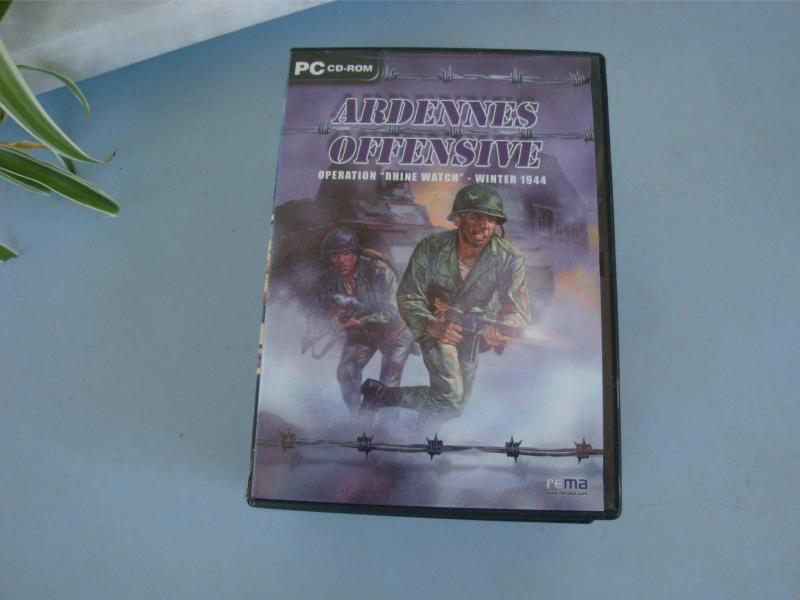 PC CD-ROM
ARDENNES
OFFENSIVE
OPERATION "RHINE WATCH" - WINTER 1944
rema